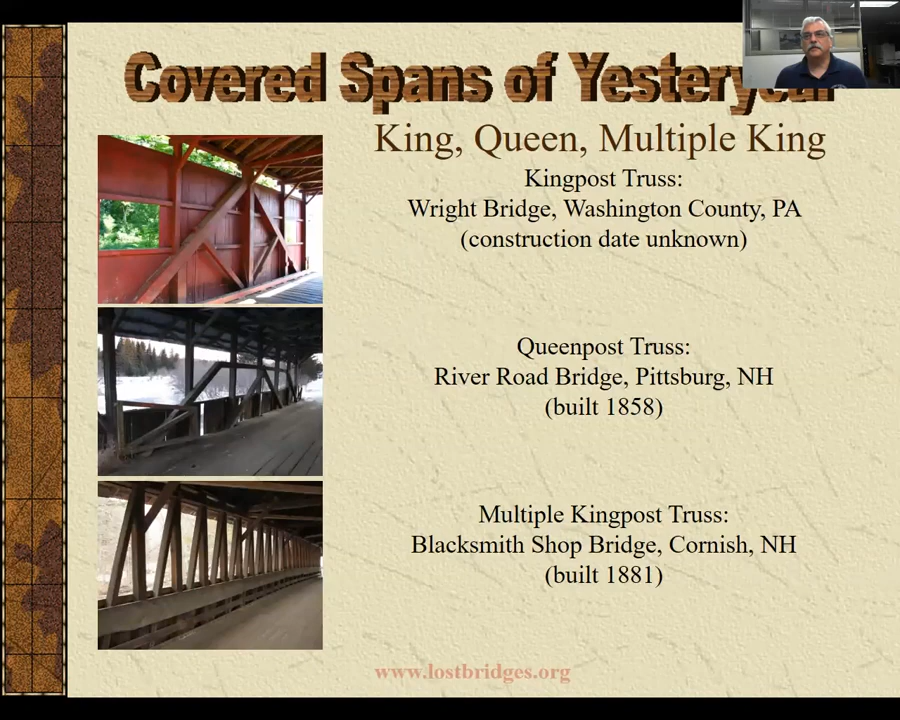 Covered Spans of Yesteryear
King, Queen, Multiple King
Kingpost Truss:
Wright Bridge, Washington County, PA
(construction date unknown)
Queenpost Truss:
River Road Bridge, Pittsburg, NH
(built 1858)
Multiple Kingpost Truss:
Blacksmith Shop Bridge, Cornish, NH
(built 1881)
www.lostbridges.org